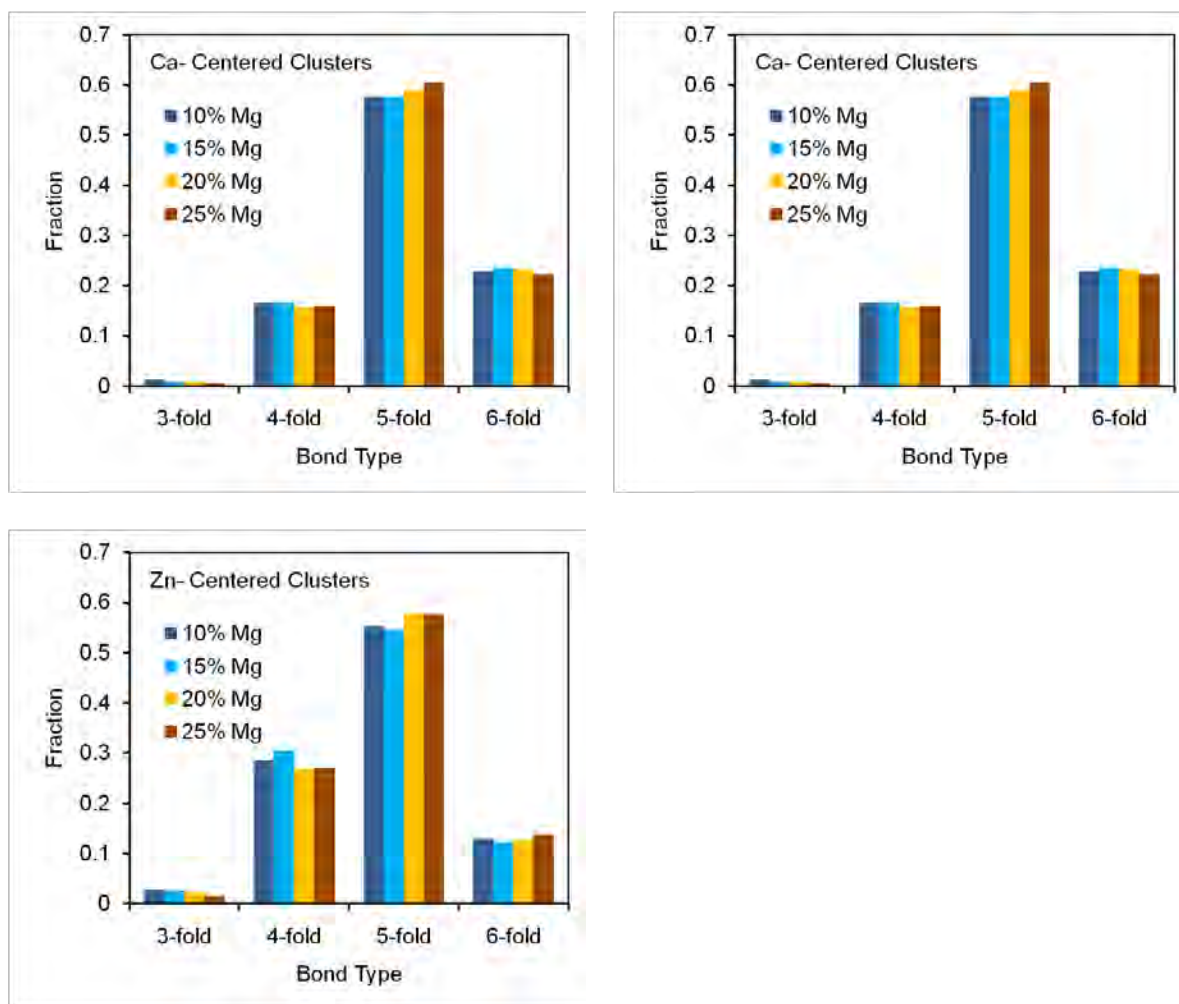 0.7
Ca- Centered Clusters
0.6
10% Mg
0.5
15% Mg
0.4
20% Mg
25% Mg
0.3
0.2
0.1
0
Fraction
3-fold 4-fold 5-fold 6-fold
Bond Type
0.7
Ca- Centered Clusters
0.6
10% Mg
0.5
15% Mg
0.4
20% Mg
25% Mg
0.3
0.2
0.1
0
Fraction
3-fold 4-fold 5-fold 6-fold
Bond Type
0.7
Zn- Centered Clusters
0.6
10% Mg
0.5
15% Mg
0.4
20% Mg
25% Mg
0.3
0.2
0.1
0
Fraction
3-fold 4-fold 5-fold 6-fold
Bond Type